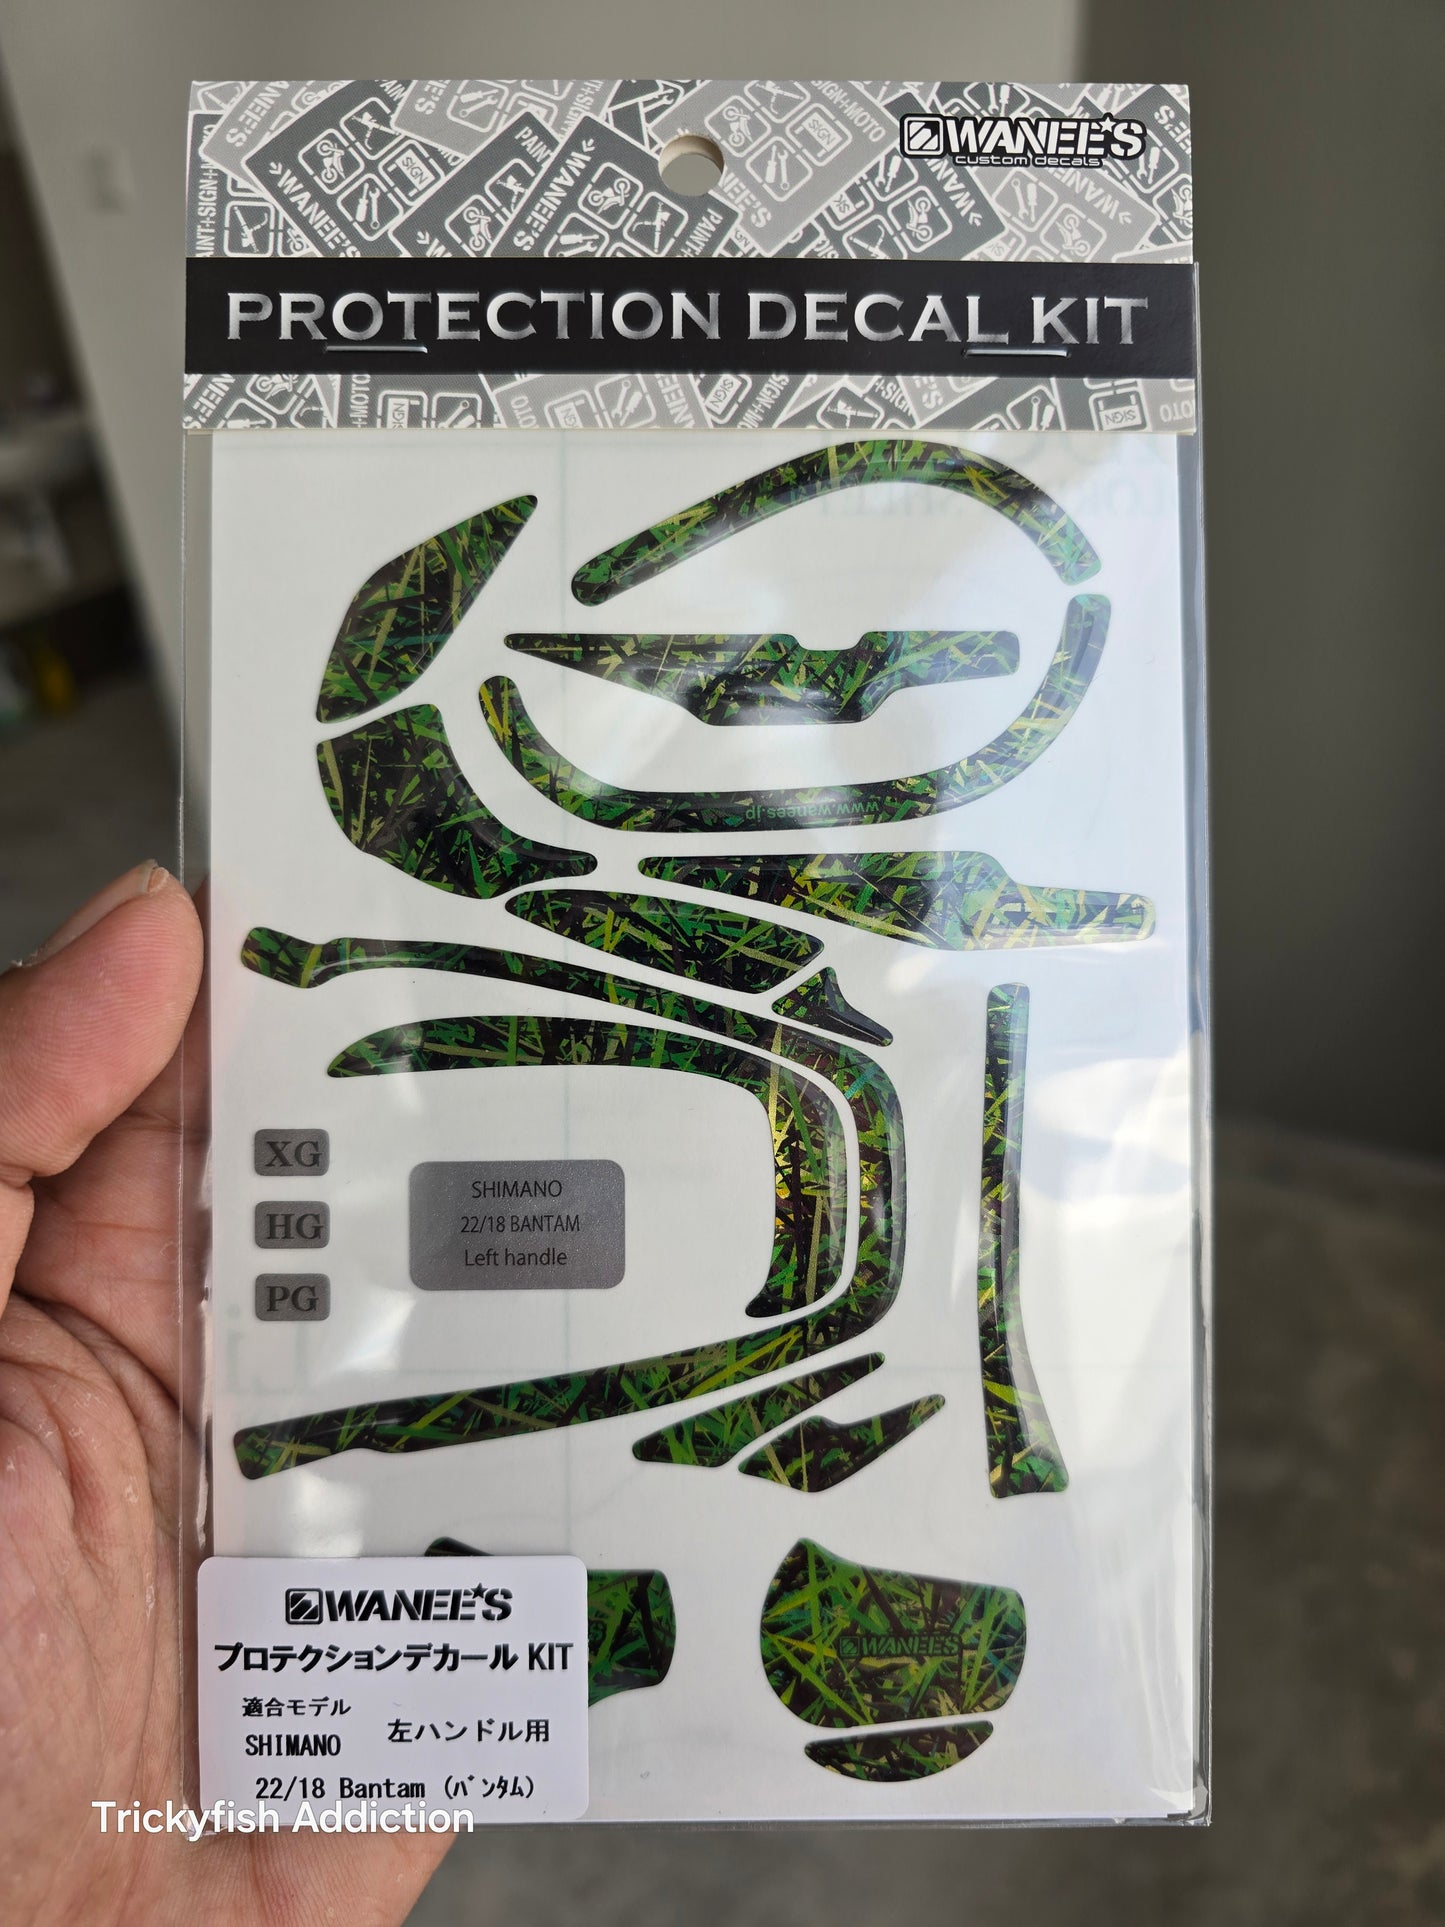 WANEE'S
custom decals
PROTECTION DECAL KIT
www.wanees.jp
XG
HG
PG
SHIMANO
22/18 BANTAM
Left handle
WANEE'S
WANEE'S
プロテクションデカール KIT
適合モデル
左ハンドル用
SHIMANO
22/18 Bantam (バンタム)
Trickyfish Addiction